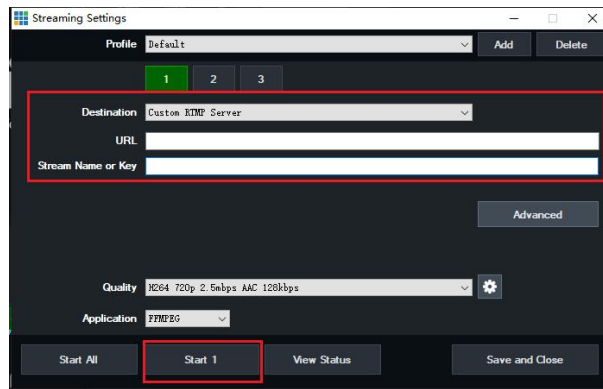 Streaming Settings
Profile Default Add Delete
1 2 3
Destination Custom RTMP Server
URL
Stream Name or Key
Advanced
Quality H264 720p 2.5mbps AAC 128kbps
Application FFMPEG
Start All Start 1 View Status Save and Close